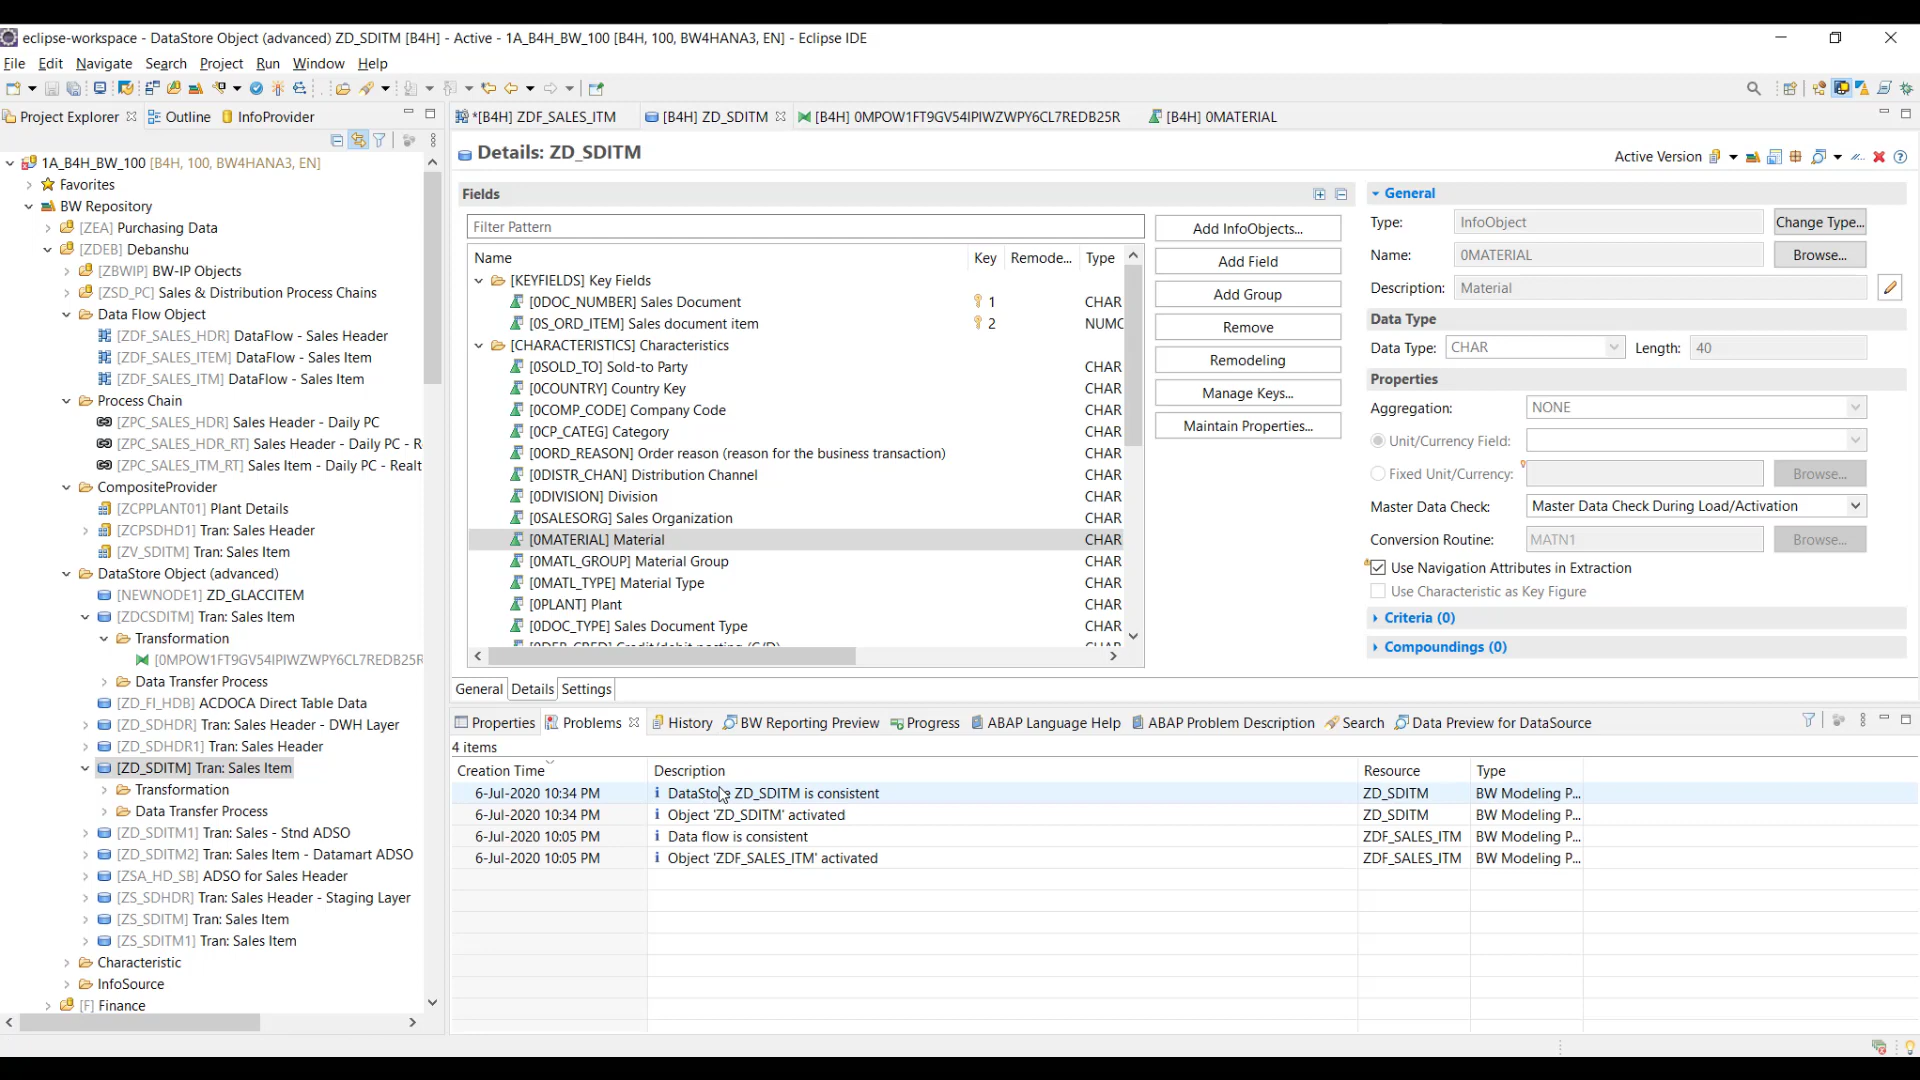 eclipse-workspace - DataStore Object (advanced) ZD_SDITM [B4H] - Active - 1A_B4H_BW_100 [B4H, 100, BW4HANA3, EN] - Eclipse IDE
File Edit Navigate Search Project Run Window Help
Project Explorer Outline InfoProvider
1A_B4H_BW_100 [B4H, 100, BW4HANA3, EN]
Favorites
BW Repository
[ZEA] Purchasing Data
[ZDEB] Debanshu
[ZBWIP] BW-IP Objects
[ZSD_PC] Sales & Distribution Process Chains
Data Flow Object
[ZDF_SALES_HDR] DataFlow - Sales Header
[ZDF_SALES_ITEM] DataFlow - Sales Item
[ZDF_SALES_ITM] DataFlow - Sales Item
Process Chain
[ZPC_SALES_HDR] Sales Header - Daily PC
[ZPC_SALES_HDR_RT] Sales Header - Daily PC - R
[ZPC_SALES_ITM_RT] Sales Item - Daily PC - Realt
CompositeProvider
[ZCPPLANT01] Plant Details
[ZCPSDHD1] Tran: Sales Header
[ZV_SDITM] Tran: Sales Item
DataStore Object (advanced)
[NEWNODE1] ZD_GLACCITEM
[ZDCSDITM] Tran: Sales Item
Transformation
[0MPOW1FT9GV54IPIWZWPY6CL7REDB25R
Data Transfer Process
[ZD_FI_HDB] ACDOCA Direct Table Data
[ZD_SDHDR] Tran: Sales Header - DWH Layer
[ZD_SDHDR1] Tran: Sales Header
[ZD_SDITM] Tran: Sales Item
Transformation
Data Transfer Process
[ZD_SDITM1] Tran: Sales - Stnd ADSO
[ZD_SDITM2] Tran: Sales Item - Datamart ADSO
[ZSA_HD_SB] ADSO for Sales Header
[ZS_SDHDR] Tran: Sales Header - Staging Layer
[ZS_SDITM] Tran: Sales Item
[ZS_SDITM1] Tran: Sales Item
Characteristic
InfoSource
[F] Finance
*[B4H] ZDF_SALES_ITM [B4H] ZD_SDITM [B4H] 0MPOW1FT9GV54IPIWZWPY6CL7REDB25R [B4H] 0MATERIAL
Details: ZD_SDITM
Active Version
Fields
Filter Pattern
Name Key Remode... Type
[KEYFIELDS] Key Fields
[0DOC_NUMBER] Sales Document 1 CHAR
[0S_ORD_ITEM] Sales document item 2 NUMC
[CHARACTERISTICS] Characteristics
[0SOLD_TO] Sold-to Party CHAR
[0COUNTRY] Country Key CHAR
[0COMP_CODE] Company Code CHAR
[0CP_CATEG] Category CHAR
[0ORD_REASON] Order reason (reason for the business transaction) CHAR
[0DISTR_CHAN] Distribution Channel CHAR
[0DIVISION] Division CHAR
[0SALESORG] Sales Organization CHAR
[0MATERIAL] Material CHAR
[0MATL_GROUP] Material Group CHAR
[0MATL_TYPE] Material Type CHAR
[0PLANT] Plant CHAR
[0DOC_TYPE] Sales Document Type CHAR
Add InfoObjects...
Add Field
Add Group
Remove
Remodeling
Manage Keys...
Maintain Properties...
General
Type: InfoObject Change Type...
Name: 0MATERIAL Browse...
Description: Material
Data Type
Data Type: CHAR Length: 40
Properties
Aggregation: NONE
Unit/Currency Field:
Fixed Unit/Currency: Browse...
Master Data Check: Master Data Check During Load/Activation
Conversion Routine: MATN1 Browse...
Use Navigation Attributes in Extraction
Use Characteristic as Key Figure
Criteria (0)
Compoundings (0)
General Details Settings
Properties Problems History BW Reporting Preview Progress ABAP Language Help ABAP Problem Description Search Data Preview for DataSource
4 items
Creation Time Description Resource Type
6-Jul-2020 10:34 PM DataStore ZD_SDITM is consistent ZD_SDITM BW Modeling P...
6-Jul-2020 10:34 PM Object 'ZD_SDITM' activated ZD_SDITM BW Modeling P...
6-Jul-2020 10:05 PM Data flow is consistent ZDF_SALES_ITM BW Modeling P...
6-Jul-2020 10:05 PM Object 'ZDF_SALES_ITM' activated ZDF_SALES_ITM BW Modeling P...